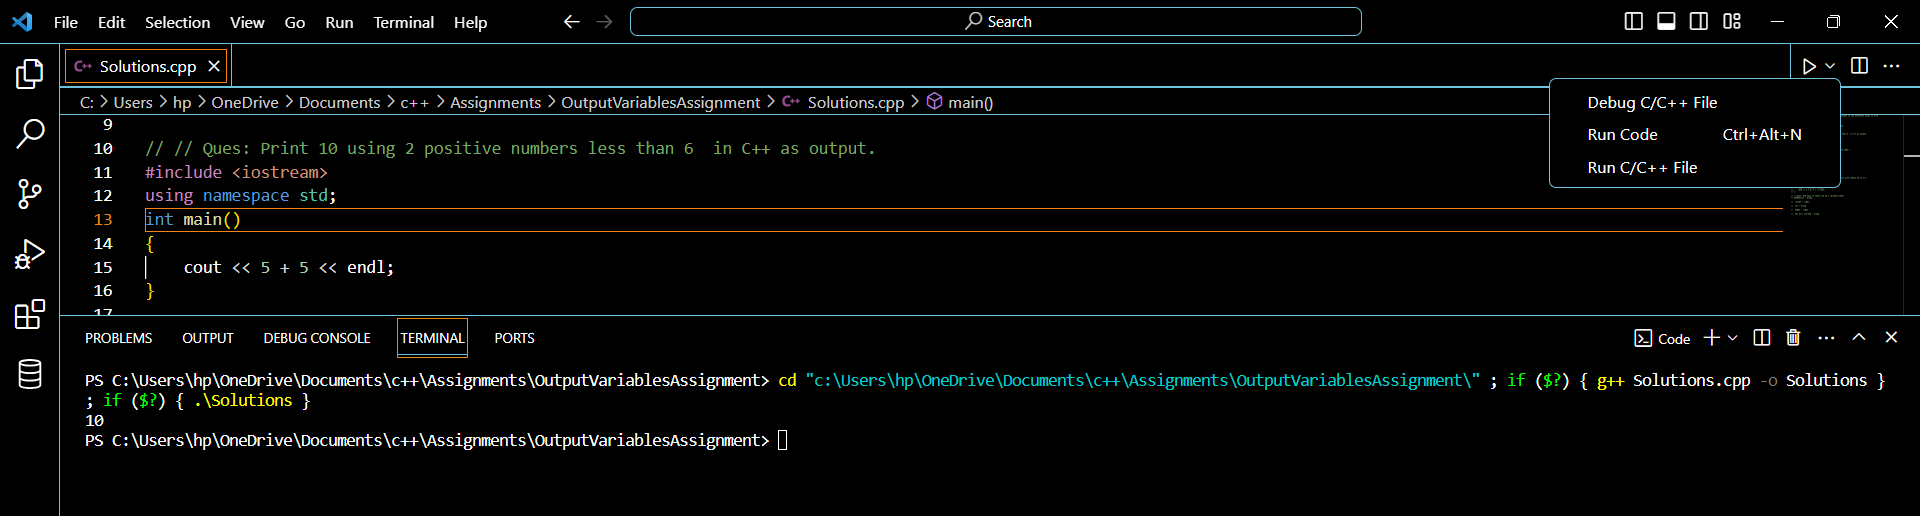 File Edit Selection View Go Run Terminal Help Search
C++ Solutions.cpp
C: Users hp OneDrive Documents c++ Assignments OutputVariablesAssignment C++ Solutions.cpp main()
Debug C/C++ File
Run Code Ctrl+Alt+N
Run C/C++ File
9
10 // // Ques: Print 10 using 2 positive numbers less than 6  in C++ as output.
11 #include <iostream>
12 using namespace std;
13 int main()
14 {
15     cout << 5 + 5 << endl;
16 }
17
PROBLEMS OUTPUT DEBUG CONSOLE TERMINAL PORTS Code
PS C:\Users\hp\OneDrive\Documents\c++\Assignments\OutputVariablesAssignment> cd "c:\Users\hp\OneDrive\Documents\c++\Assignments\OutputVariablesAssignment\" ; if ($?) { g++ Solutions.cpp -o Solutions }
; if ($?) { .\Solutions }
10
PS C:\Users\hp\OneDrive\Documents\c++\Assignments\OutputVariablesAssignment>